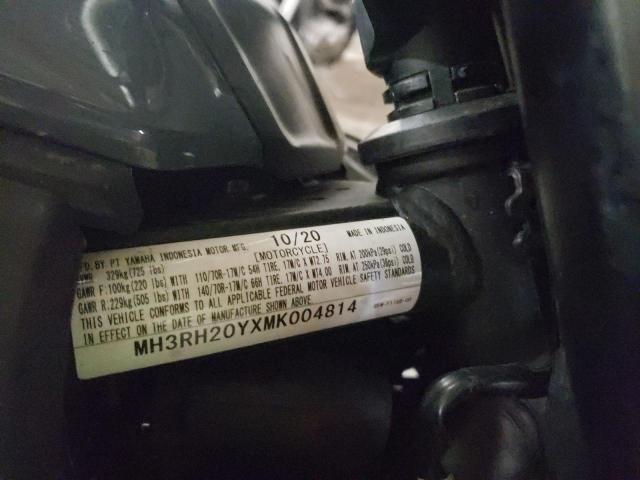 MFD. BY PT YAMAHA INDONESIA MOTOR MFG. 10/20 MADE IN INDONESIA
GVWR 329kg(725 lbs) [MOTORCYCLE]
GAWR F:100kg(220 lbs) WITH 110/70R-17M/C 54H TIRE, 17M/C X MT2.75 RIM, AT 200kPa(29psi) COLD
GAWR R:229kg(505 lbs) WITH 140/70R-17M/C 66H TIRE, 17M/C X MT4.00 RIM, AT 250kPa(36psi) COLD
THIS VEHICLE CONFORMS TO ALL APPLICABLE FEDERAL MOTOR VEHICLE SAFETY STANDARDS
IN EFFECT ON THE DATE OF MANUFACTURE SHOWN ABOVE.
MH3RH20YXMK004814